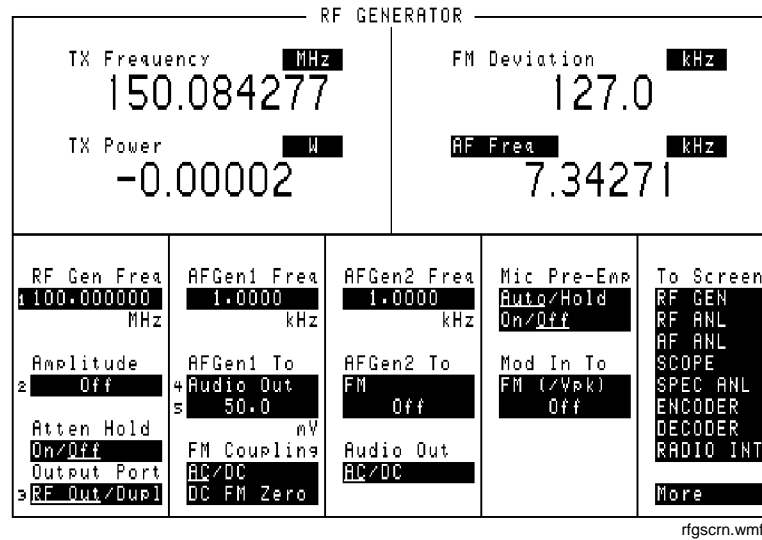 RF GENERATOR
TX Frequency MHz
150.084277
FM Deviation kHz
127.0
TX Power W
-0.00002
AF Freq kHz
7.34271
RF Gen Freq
1 100.000000
MHz
Amplitude
2 Off
Atten Hold
On/Off
Output Port
3 RF Out/Dupl
AFGen1 Freq
1.0000
kHz
AFGen1 To
4 Audio Out
5 50.0
mV
FM Coupling
AC/DC
DC FM Zero
AFGen2 Freq
1.0000
kHz
AFGen2 To
FM
Off
Audio Out
AC/DC
Mic Pre-Emp
Auto/Hold
On/Off
Mod In To
FM (/Vpk)
Off
To Screen
RF GEN
RF ANL
AF ANL
SCOPE
SPEC ANL
ENCODER
DECODER
RADIO INT
More
rfgscrn.wmf